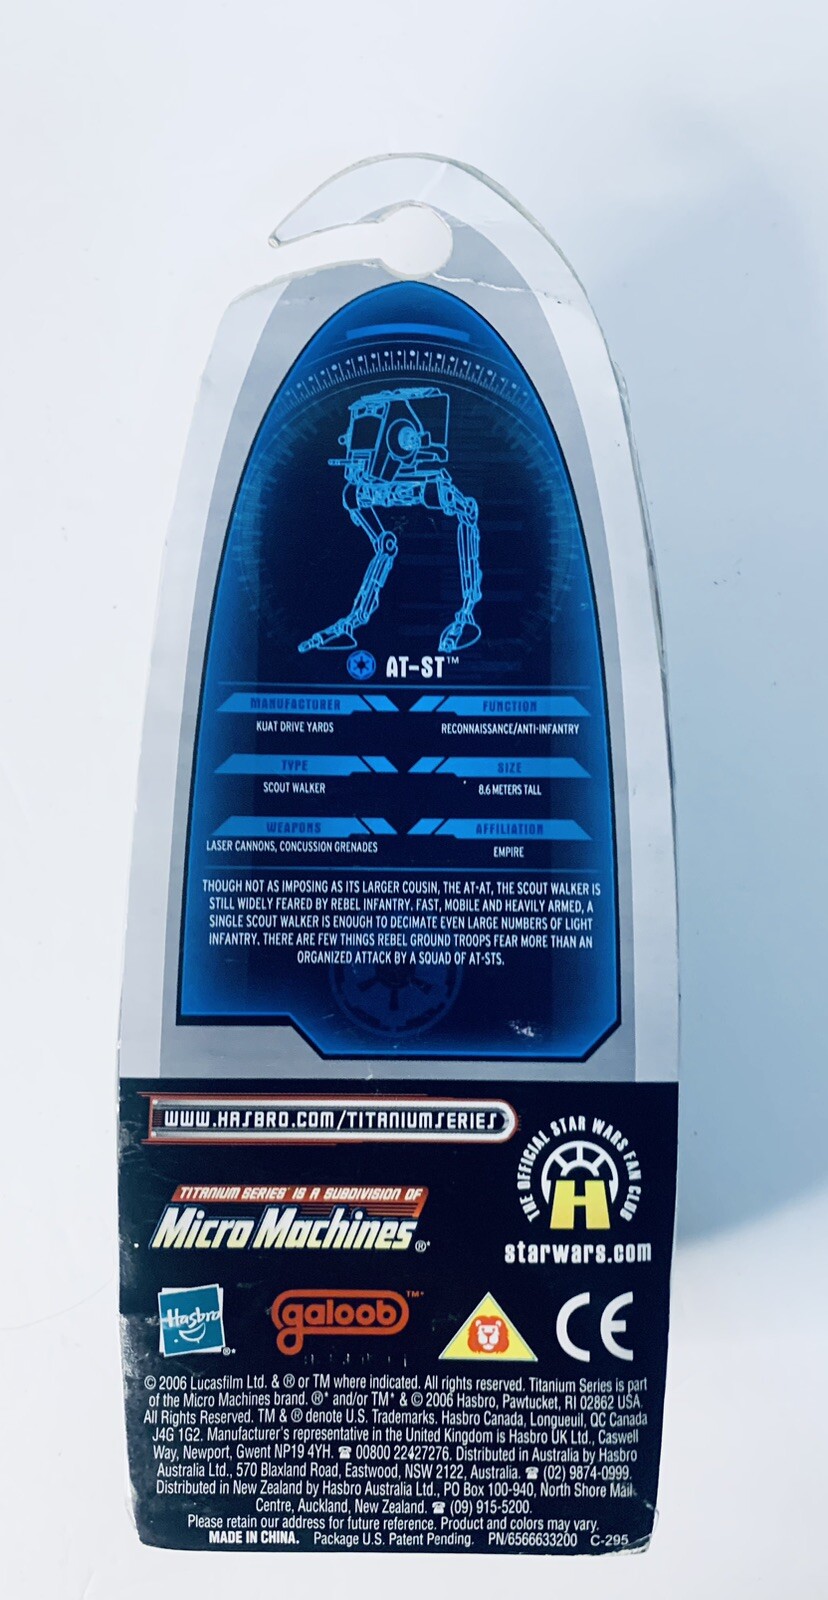 AT-ST™
MANUFACTURER
KUAT DRIVE YARDS
FUNCTION
RECONNAISSANCE/ANTI-INFANTRY
TYPE
SCOUT WALKER
SIZE
8.6 METERS TALL
WEAPONS
LASER CANNONS, CONCUSSION GRENADES
AFFILIATION
EMPIRE
THOUGH NOT AS IMPOSING AS ITS LARGER COUSIN, THE AT-AT, THE SCOUT WALKER IS
STILL WIDELY FEARED BY REBEL INFANTRY. FAST, MOBILE AND HEAVILY ARMED, A
SINGLE SCOUT WALKER IS ENOUGH TO DECIMATE EVEN LARGE NUMBERS OF LIGHT
INFANTRY. THERE ARE FEW THINGS REBEL GROUND TROOPS FEAR MORE THAN AN
ORGANIZED ATTACK BY A SQUAD OF AT-STS.
WWW.HASBRO.COM/TITANIUMSERIES
THE OFFICIAL STAR WARS FAN CLUB
H
starwars.com
TITANIUM SERIES™ IS A SUBDIVISION OF
Micro Machines®*
Hasbro®*
galoob™*
CE
© 2006 Lucasfilm Ltd. & ® or TM where indicated. All rights reserved. Titanium Series is part
of the Micro Machines brand. ®* and/or TM* & © 2006 Hasbro, Pawtucket, RI 02862 USA.
All Rights Reserved. TM & ® denote U.S. Trademarks. Hasbro Canada, Longueuil, QC Canada
J4G 1G2. Manufacturer's representative in the United Kingdom is Hasbro UK Ltd., Caswell
Way, Newport, Gwent NP19 4YH. ☎ 00800 22427276. Distributed in Australia by Hasbro
Australia Ltd., 570 Blaxland Road, Eastwood, NSW 2122, Australia. ☎ (02) 9874-0999.
Distributed in New Zealand by Hasbro Australia Ltd., PO Box 100-940, North Shore Mail
Centre, Auckland, New Zealand. ☎ (09) 915-5200.
Please retain our address for future reference. Product and colors may vary.
MADE IN CHINA. Package U.S. Patent Pending. PN/6566633200 C-295